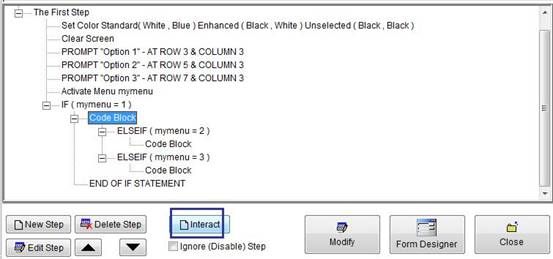 The First Step
Set Color Standard( White , Blue ) Enhanced ( Black , White ) Unselected ( Black , Black )
Clear Screen
PROMPT "Option 1" - AT ROW 3 & COLUMN 3
PROMPT "Option 2" - AT ROW 5 & COLUMN 3
PROMPT "Option 3" - AT ROW 7 & COLUMN 3
Activate Menu mymenu
IF ( mymenu = 1 )
Code Block
ELSEIF ( mymenu = 2 )
Code Block
ELSEIF ( mymenu = 3 )
Code Block
END OF IF STATEMENT
New Step Delete Step Interact Modify Form Designer Close
Edit Step Ignore (Disable) Step